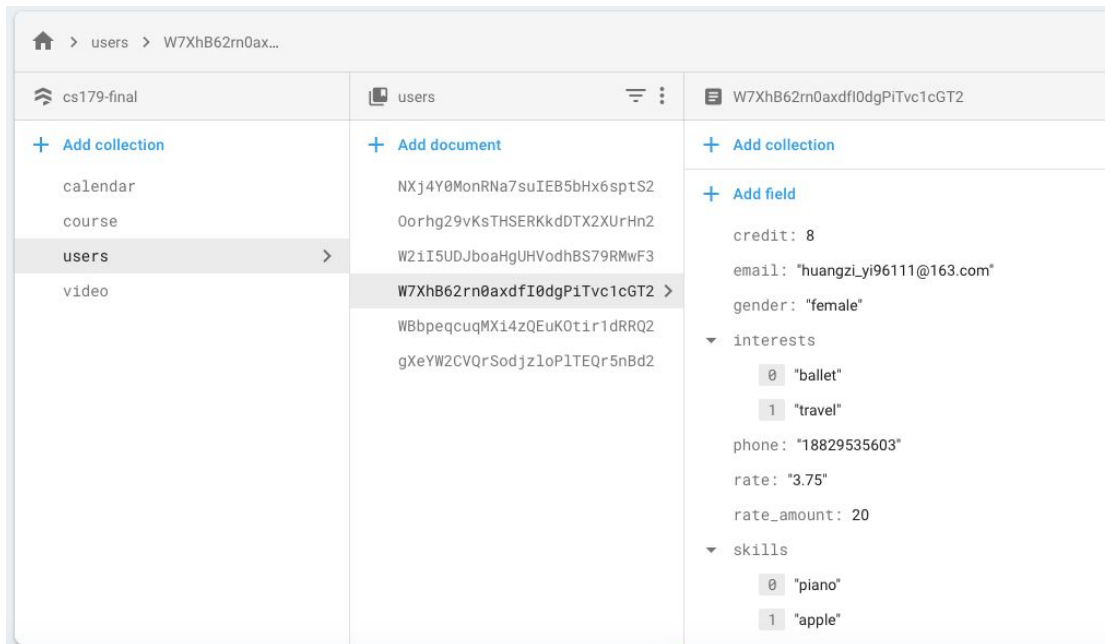 users > W7XhB62rn0ax…
cs179-final
Add collection
calendar
course
users
video
users
Add document
NXj4Y0MonRNa7suIEB5bHx6sptS2
Oorhg29vKsTHSERKkdDTX2XUrHn2
W2iI5UDJboaHgUHVodhBS79RMwF3
W7XhB62rn0axdfI0dgPiTvc1cGT2
WBbpeqcuqMXi4zQEuKOtir1dRRQ2
gXeYW2CVQrSodjzloPlTEQr5nBd2
W7XhB62rn0axdfI0dgPiTvc1cGT2
Add collection
Add field
credit: 8
email: "huangzi_yi96111@163.com"
gender: "female"
interests
0 "ballet"
1 "travel"
phone: "18829535603"
rate: "3.75"
rate_amount: 20
skills
0 "piano"
1 "apple"